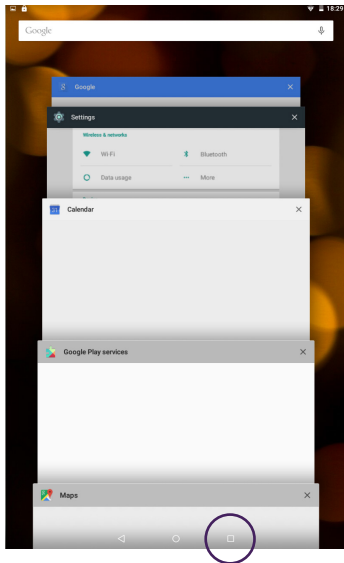 18:29
Google
Google
Settings
Wireless & networks
Wi-Fi
Bluetooth
Data usage
More
Calendar
Google Play services
Maps